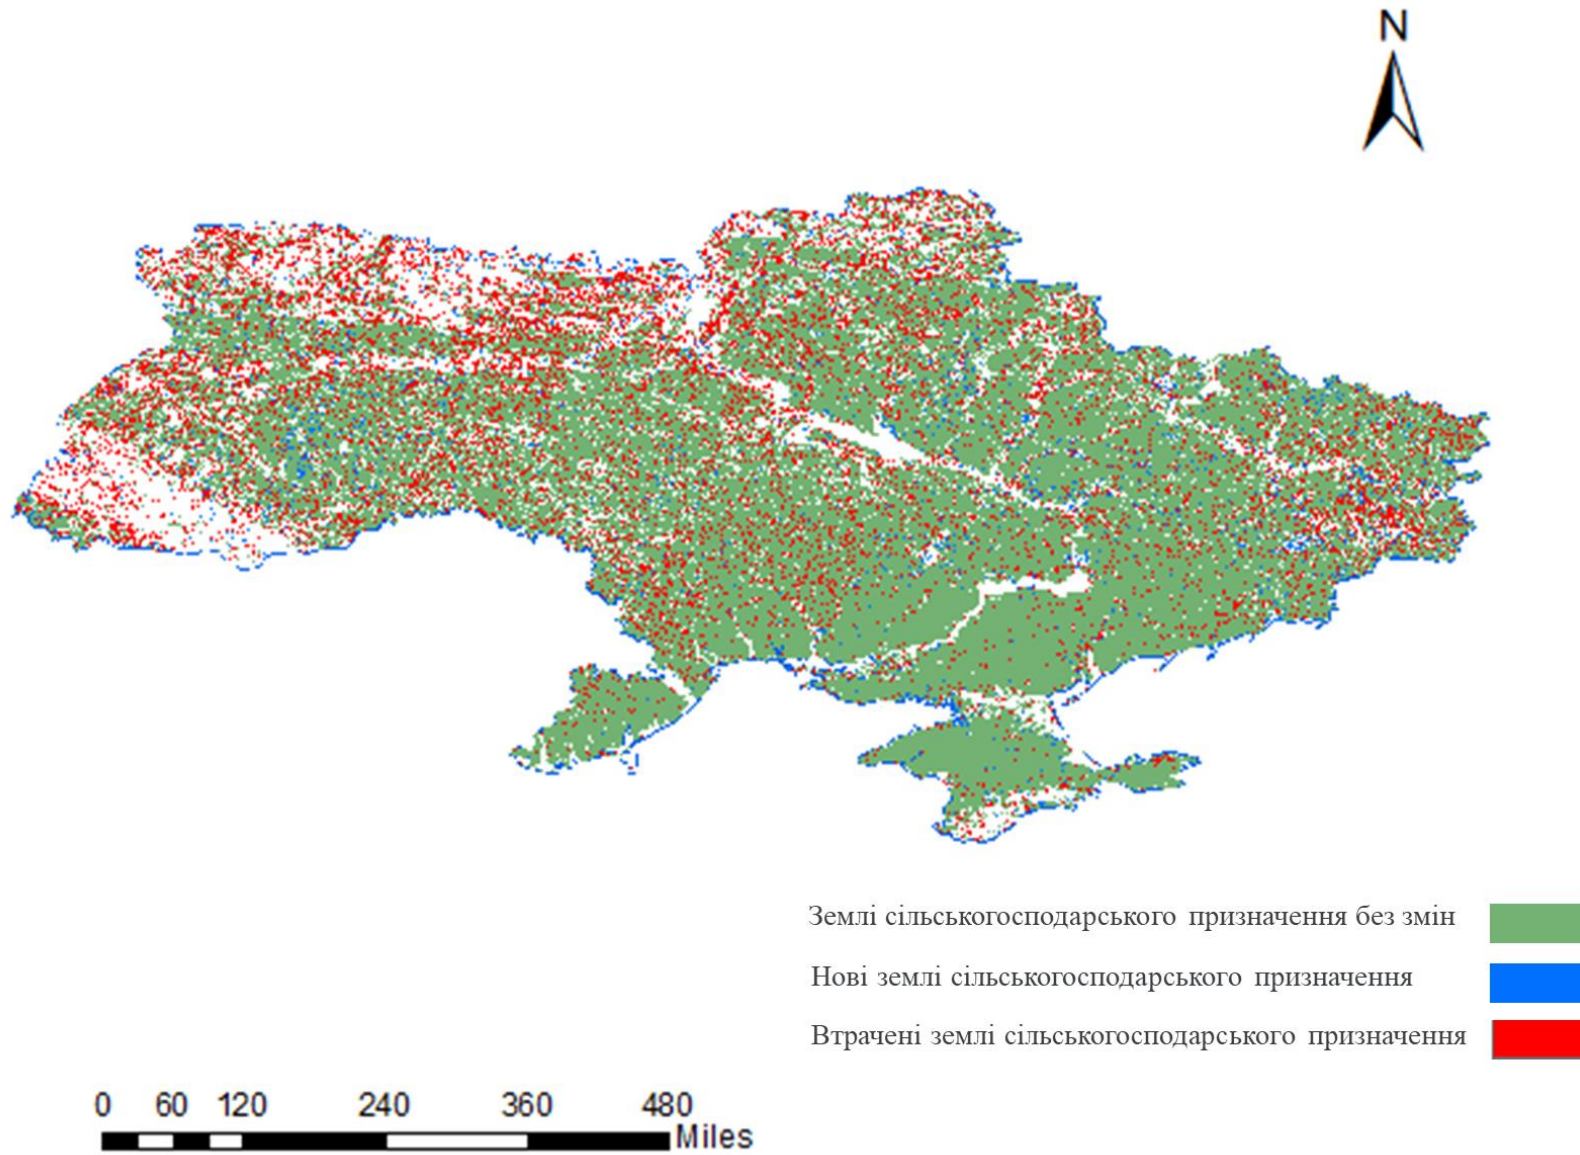 N
Землі сільськогосподарського призначення без змін
Нові землі сільськогосподарського призначення
Втрачені землі сільськогосподарського призначення
0 60 120 240 360 480
Miles